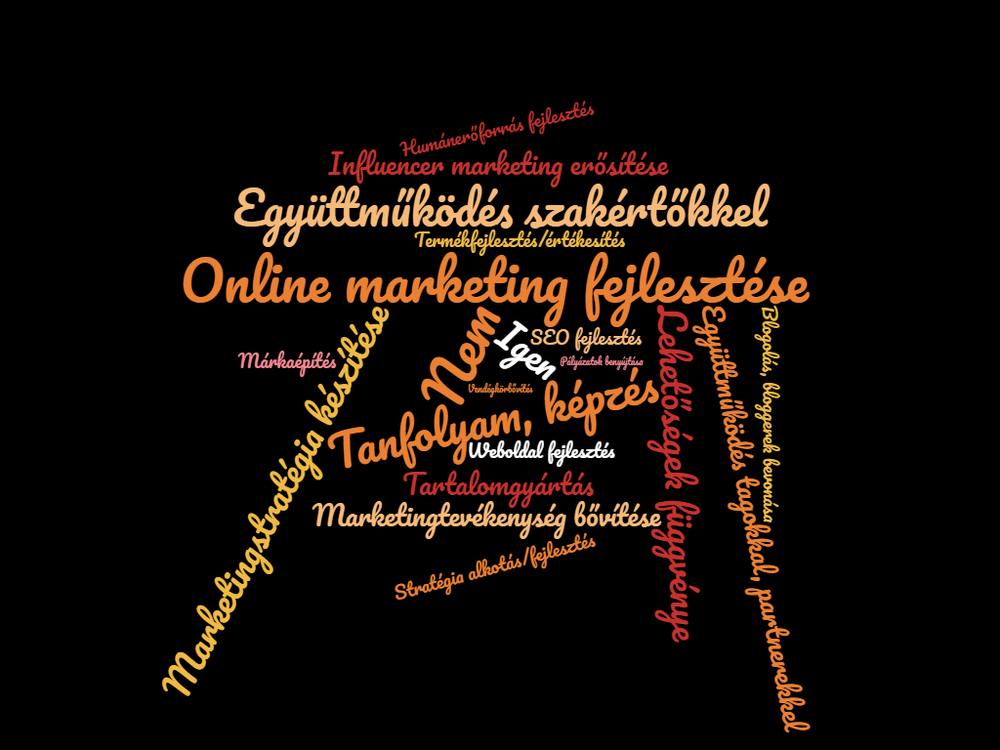 Humánerőforrás fejlesztés
Influencer marketing erősítése
Együttműködés szakértőkkel
Termékfejlesztés/értékesítés
Online marketing fejlesztése
Marketingstratégia készítése
Márkaépítés
Nem
Igen
SEO fejlesztés
Pályázatok benyújtása
Vendégkörbővítés
Tanfolyam, képzés
Weboldal fejlesztés
Tartalomgyártás
Marketingtevékenység bővítése
Stratégia alkotás/fejlesztés
Lehetőségek függvénye
Együttműködés tagokkal, partnerekkel
Blogolás, bloggerek bevonása